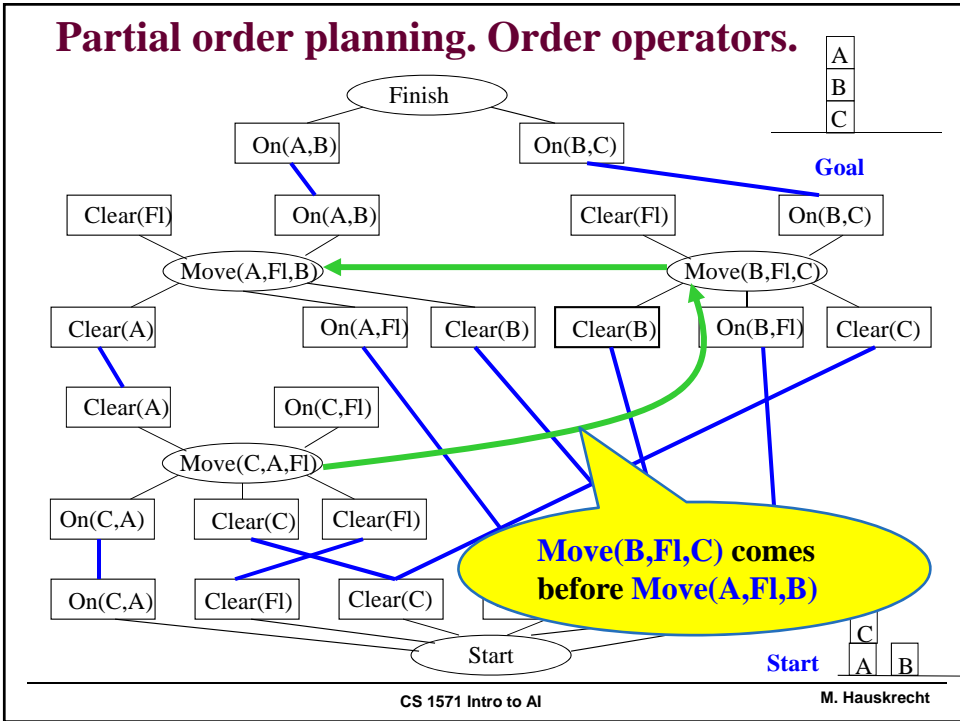 Partial order planning. Order operators.
A
B
C
Finish
On(A,B)
On(B,C)
Goal
Clear(Fl)
On(A,B)
Clear(Fl)
On(B,C)
Move(A,Fl,B)
Move(B,Fl,C)
Clear(A)
On(A,Fl)
Clear(B)
Clear(B)
On(B,Fl)
Clear(C)
Clear(A)
On(C,Fl)
Move(C,A,Fl)
On(C,A)
Clear(C)
Clear(Fl)
Move(B,Fl,C) comes
before Move(A,Fl,B)
On(C,A)
Clear(Fl)
Clear(C)
Start
C
Start
A
B
CS 1571 Intro to AI
M. Hauskrecht